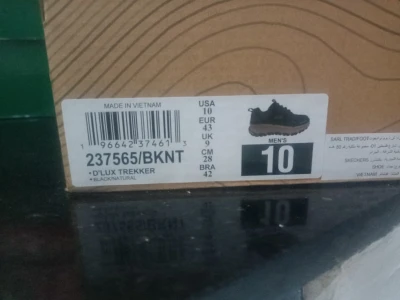 MADE IN VIETNAM
1 96642 37461 3
237565/BKNT
•D'LUX TREKKER
•BLACK/NATURAL
USA
10
EUR
43
UK
9
CM
28
BRA
42
MEN'S
10